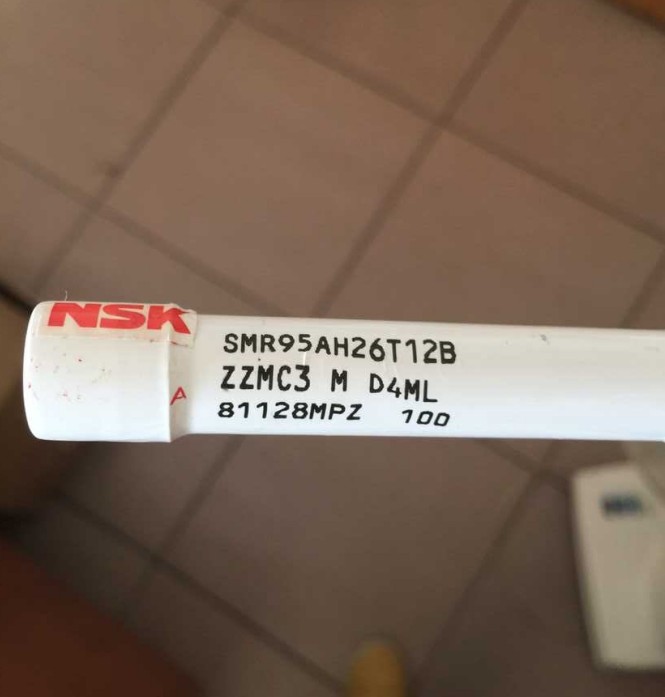 NSK
SMR95AH26T12B
ZZMC3 M D4ML
A
81128MPZ 100